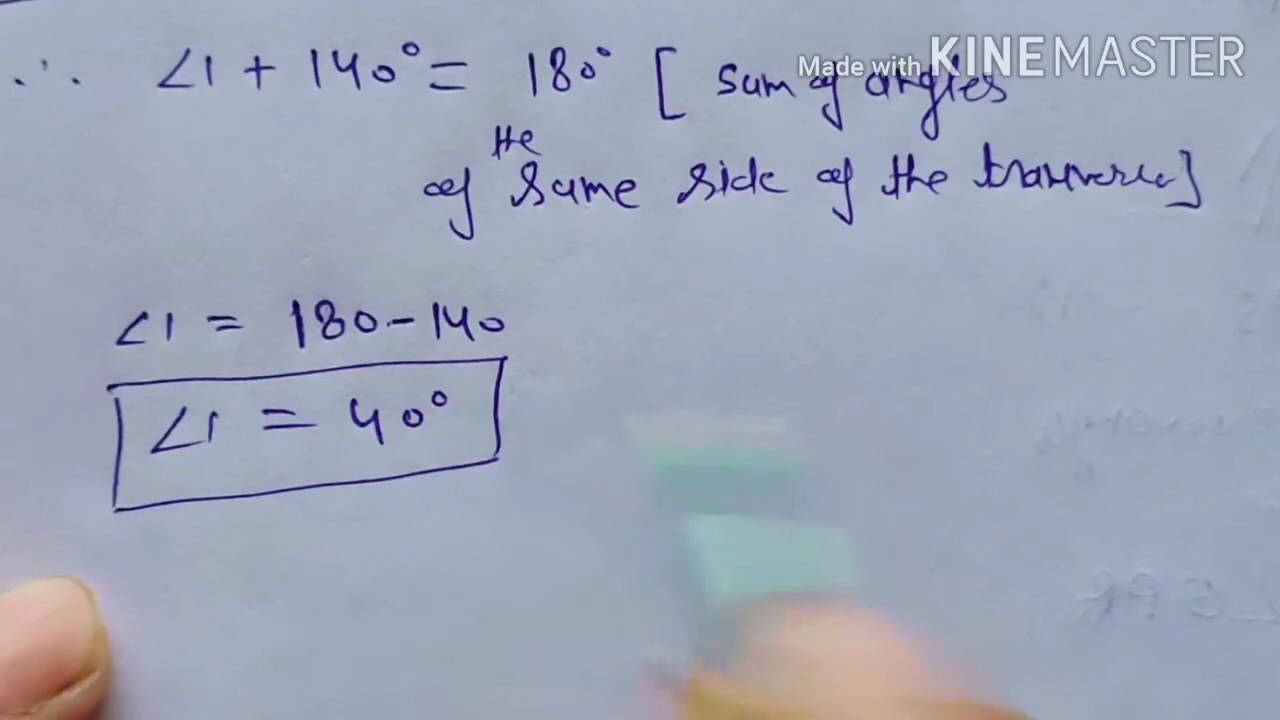 Made with KINEMASTER
∴ ∠1 + 140° = 180° [ Sum of angles
of the same side of the
∠1 = 180 - 140
∠1 = 40°